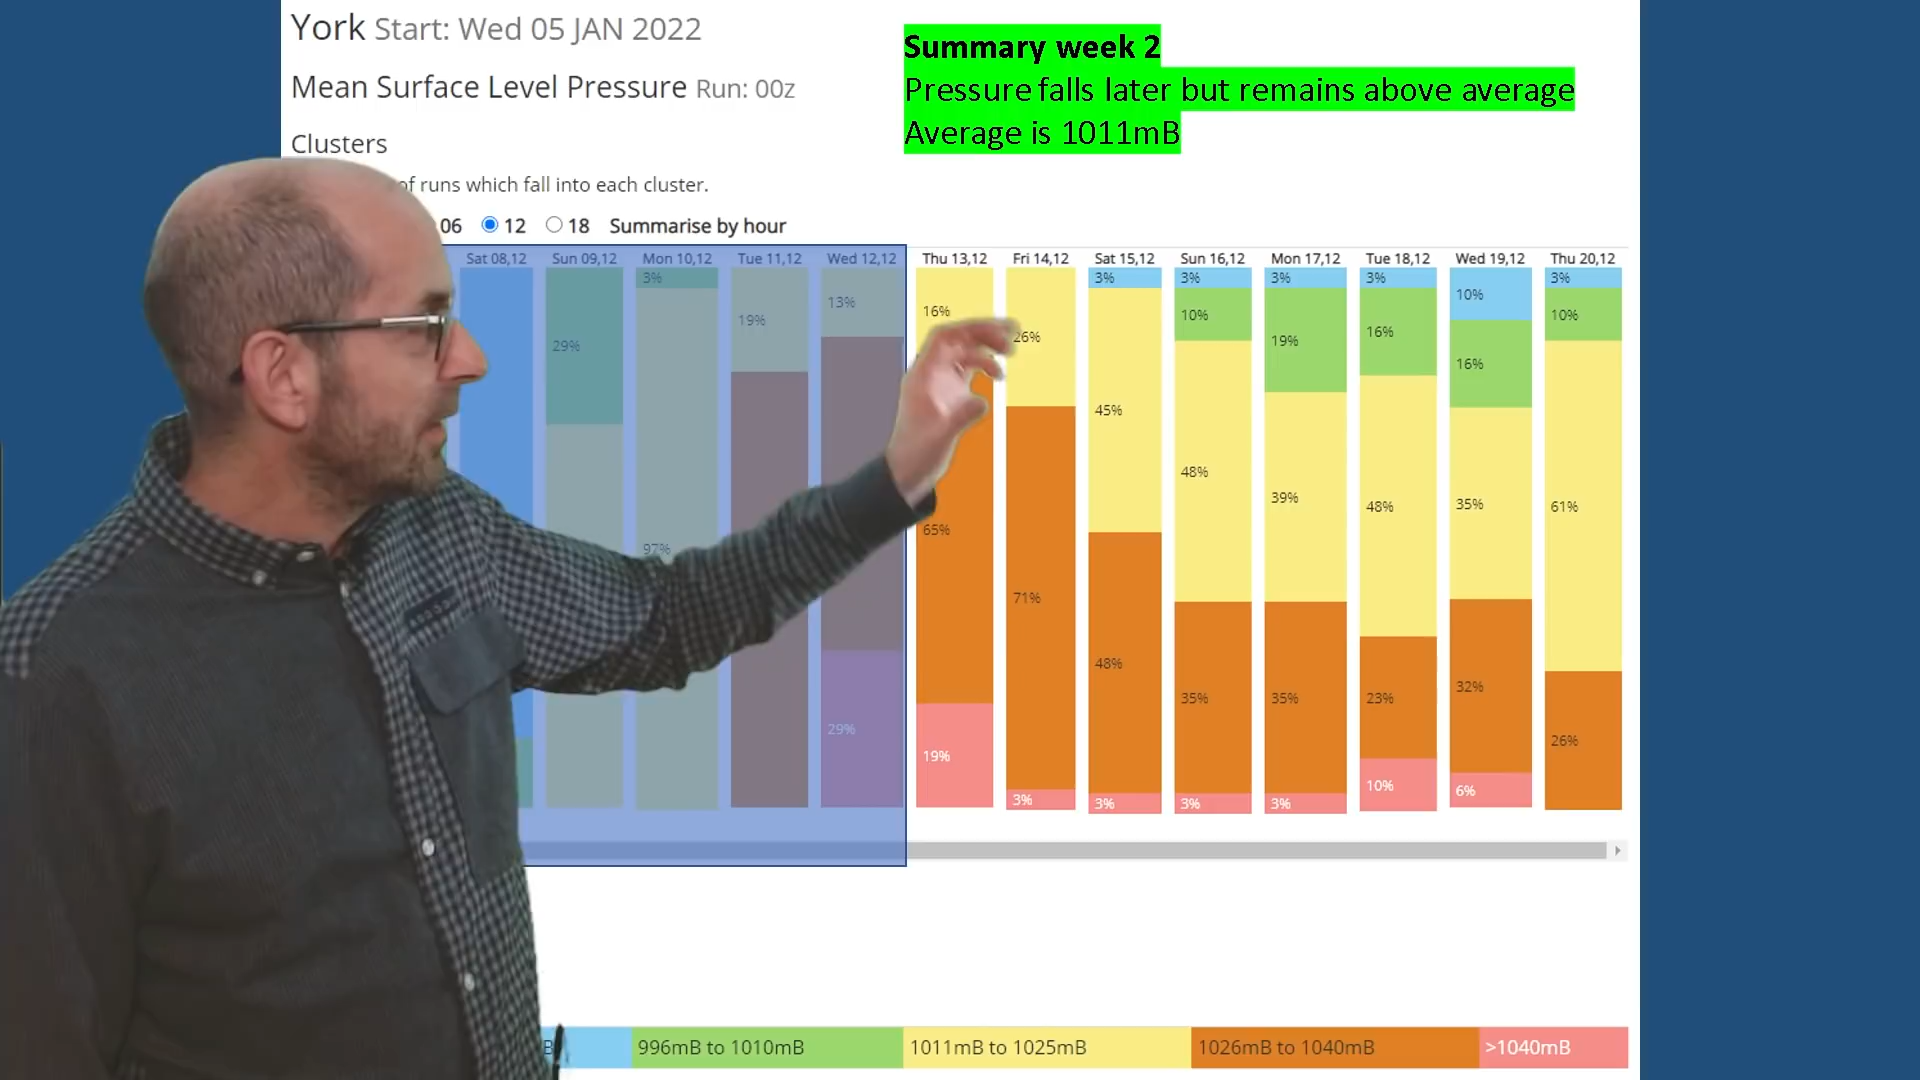 York Start: Wed 05 JAN 2022
Summary week 2
Pressure falls later but remains above average
Average is 1011mB
Mean Surface Level Pressure Run: 00z
Clusters
of runs which fall into each cluster.
06 12 18 Summarise by hour
Sat 08,12 Sun 09,12 Mon 10,12 Tue 11,12 Wed 12,12 Thu 13,12 Fri 14,12 Sat 15,12 Sun 16,12 Mon 17,12 Tue 18,12 Wed 19,12 Thu 20,12
3% 3% 3% 3% 3% 3%
10%
13%
16% 10% 10%
19% 16%
29% 26% 19% 16%
45%
48% 39% 48% 35% 61%
97% 65%
71%
48% 35% 35% 23% 32%
29% 19% 26%
10% 6%
3% 3% 3% 3%
996mB to 1010mB 1011mB to 1025mB 1026mB to 1040mB >1040mB